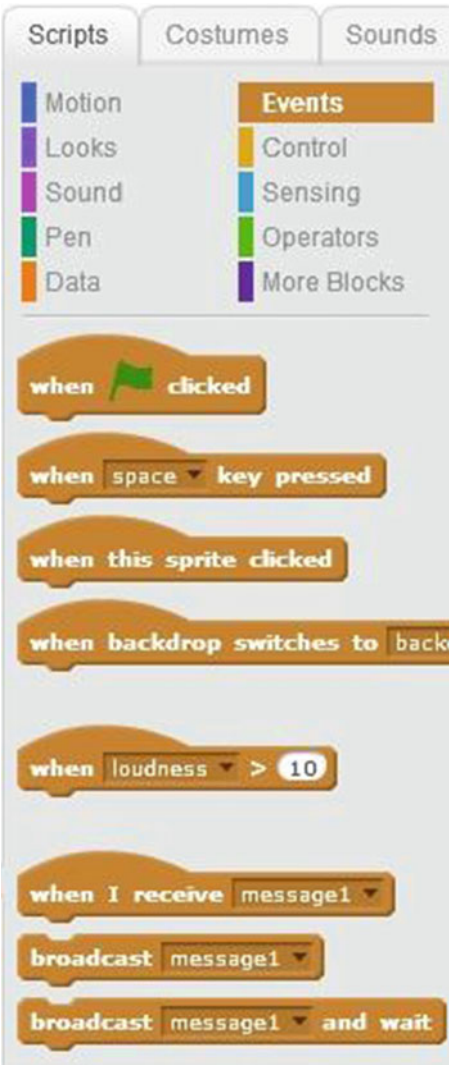 Scripts Costumes Sounds
Motion Events
Looks Control
Sound Sensing
Pen Operators
Data More Blocks
when clicked
when space key pressed
when this sprite clicked
when backdrop switches to
when loudness > 10
when I receive message1
broadcast message1
broadcast message1 and wait